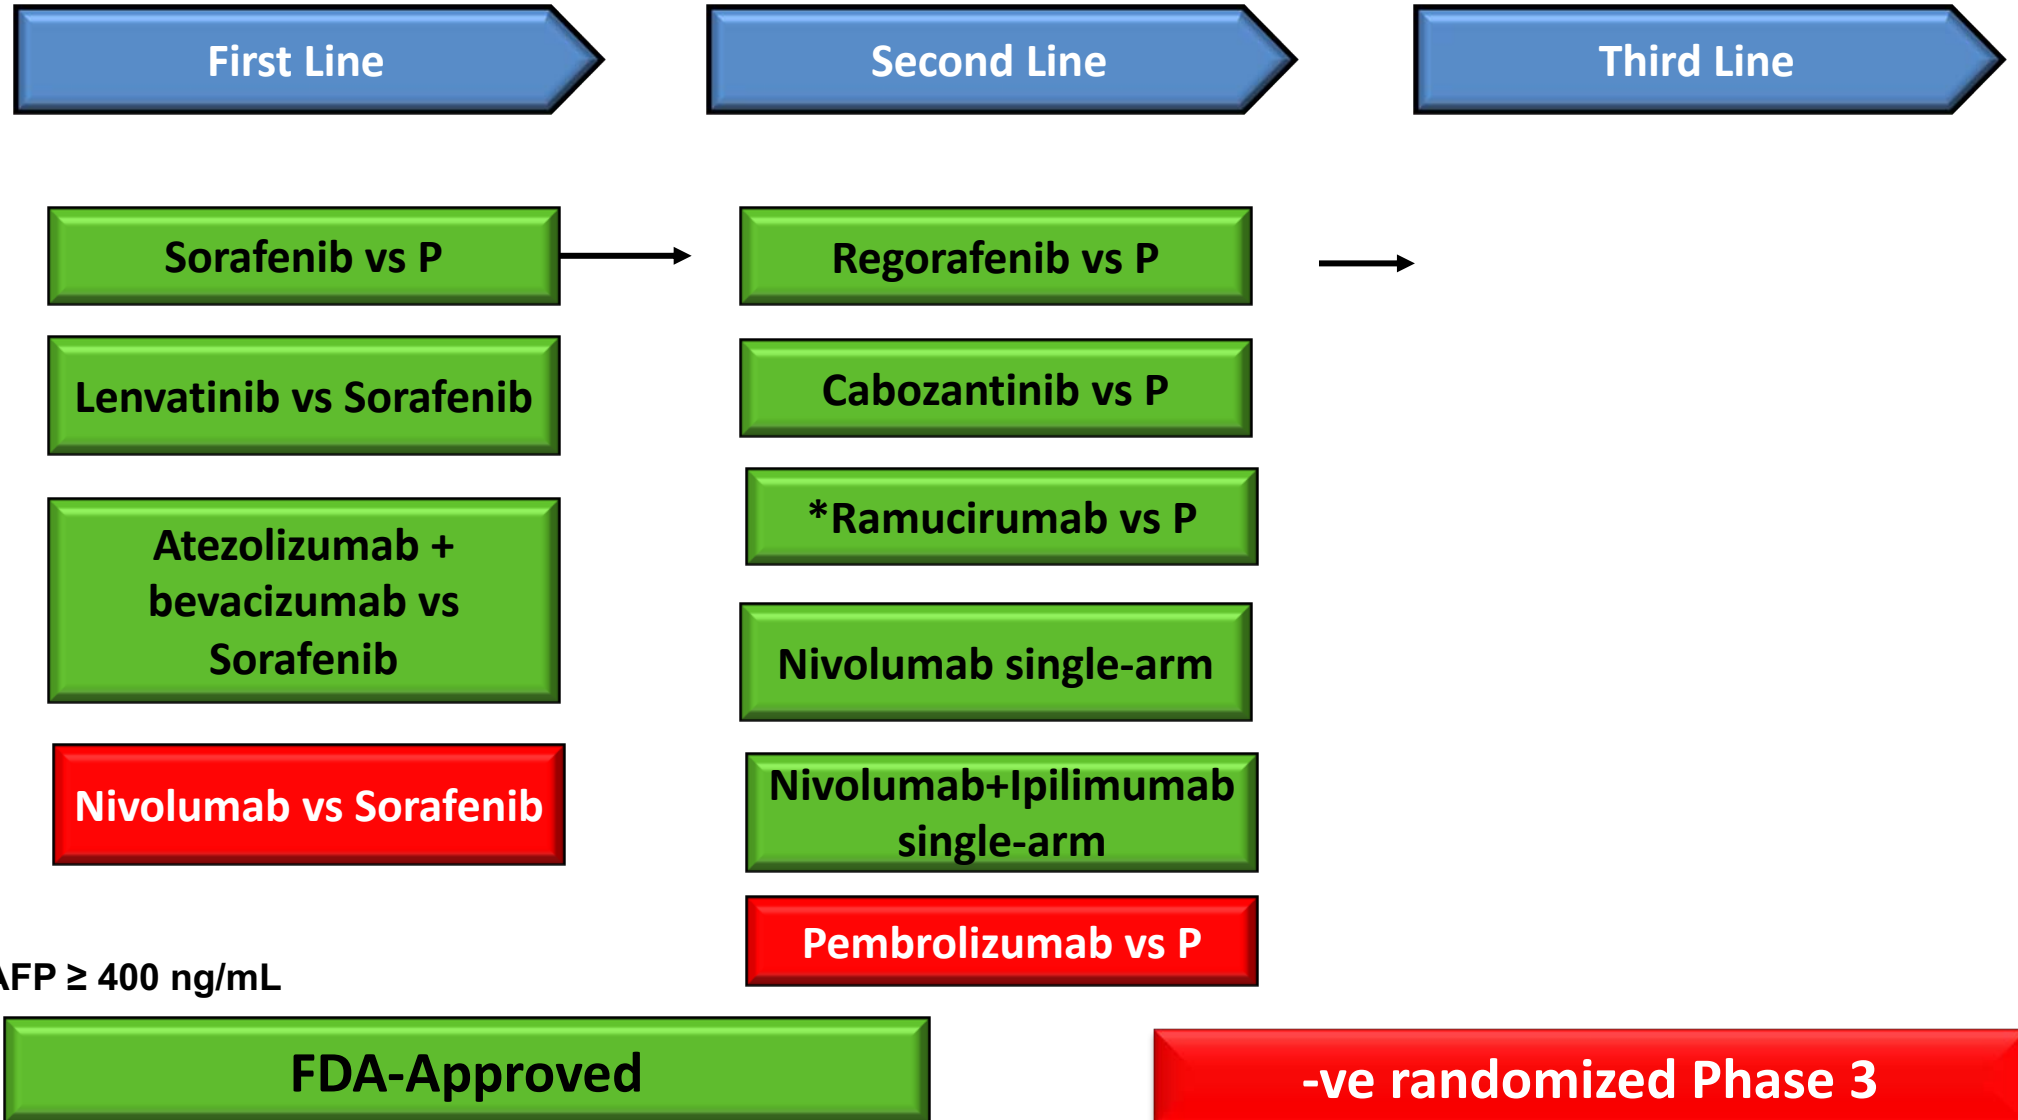 First Line
Second Line
Third Line
Sorafenib vs P
Regorafenib vs P
Lenvatinib vs Sorafenib
Cabozantinib vs P
*Ramucirumab vs P
Atezolizumab +
bevacizumab vs
Sorafenib
Nivolumab single-arm
Nivolumab vs Sorafenib
Nivolumab+Ipilimumab
single-arm
Pembrolizumab vs P
AFP ≥ 400 ng/mL
FDA-Approved
-ve randomized Phase 3